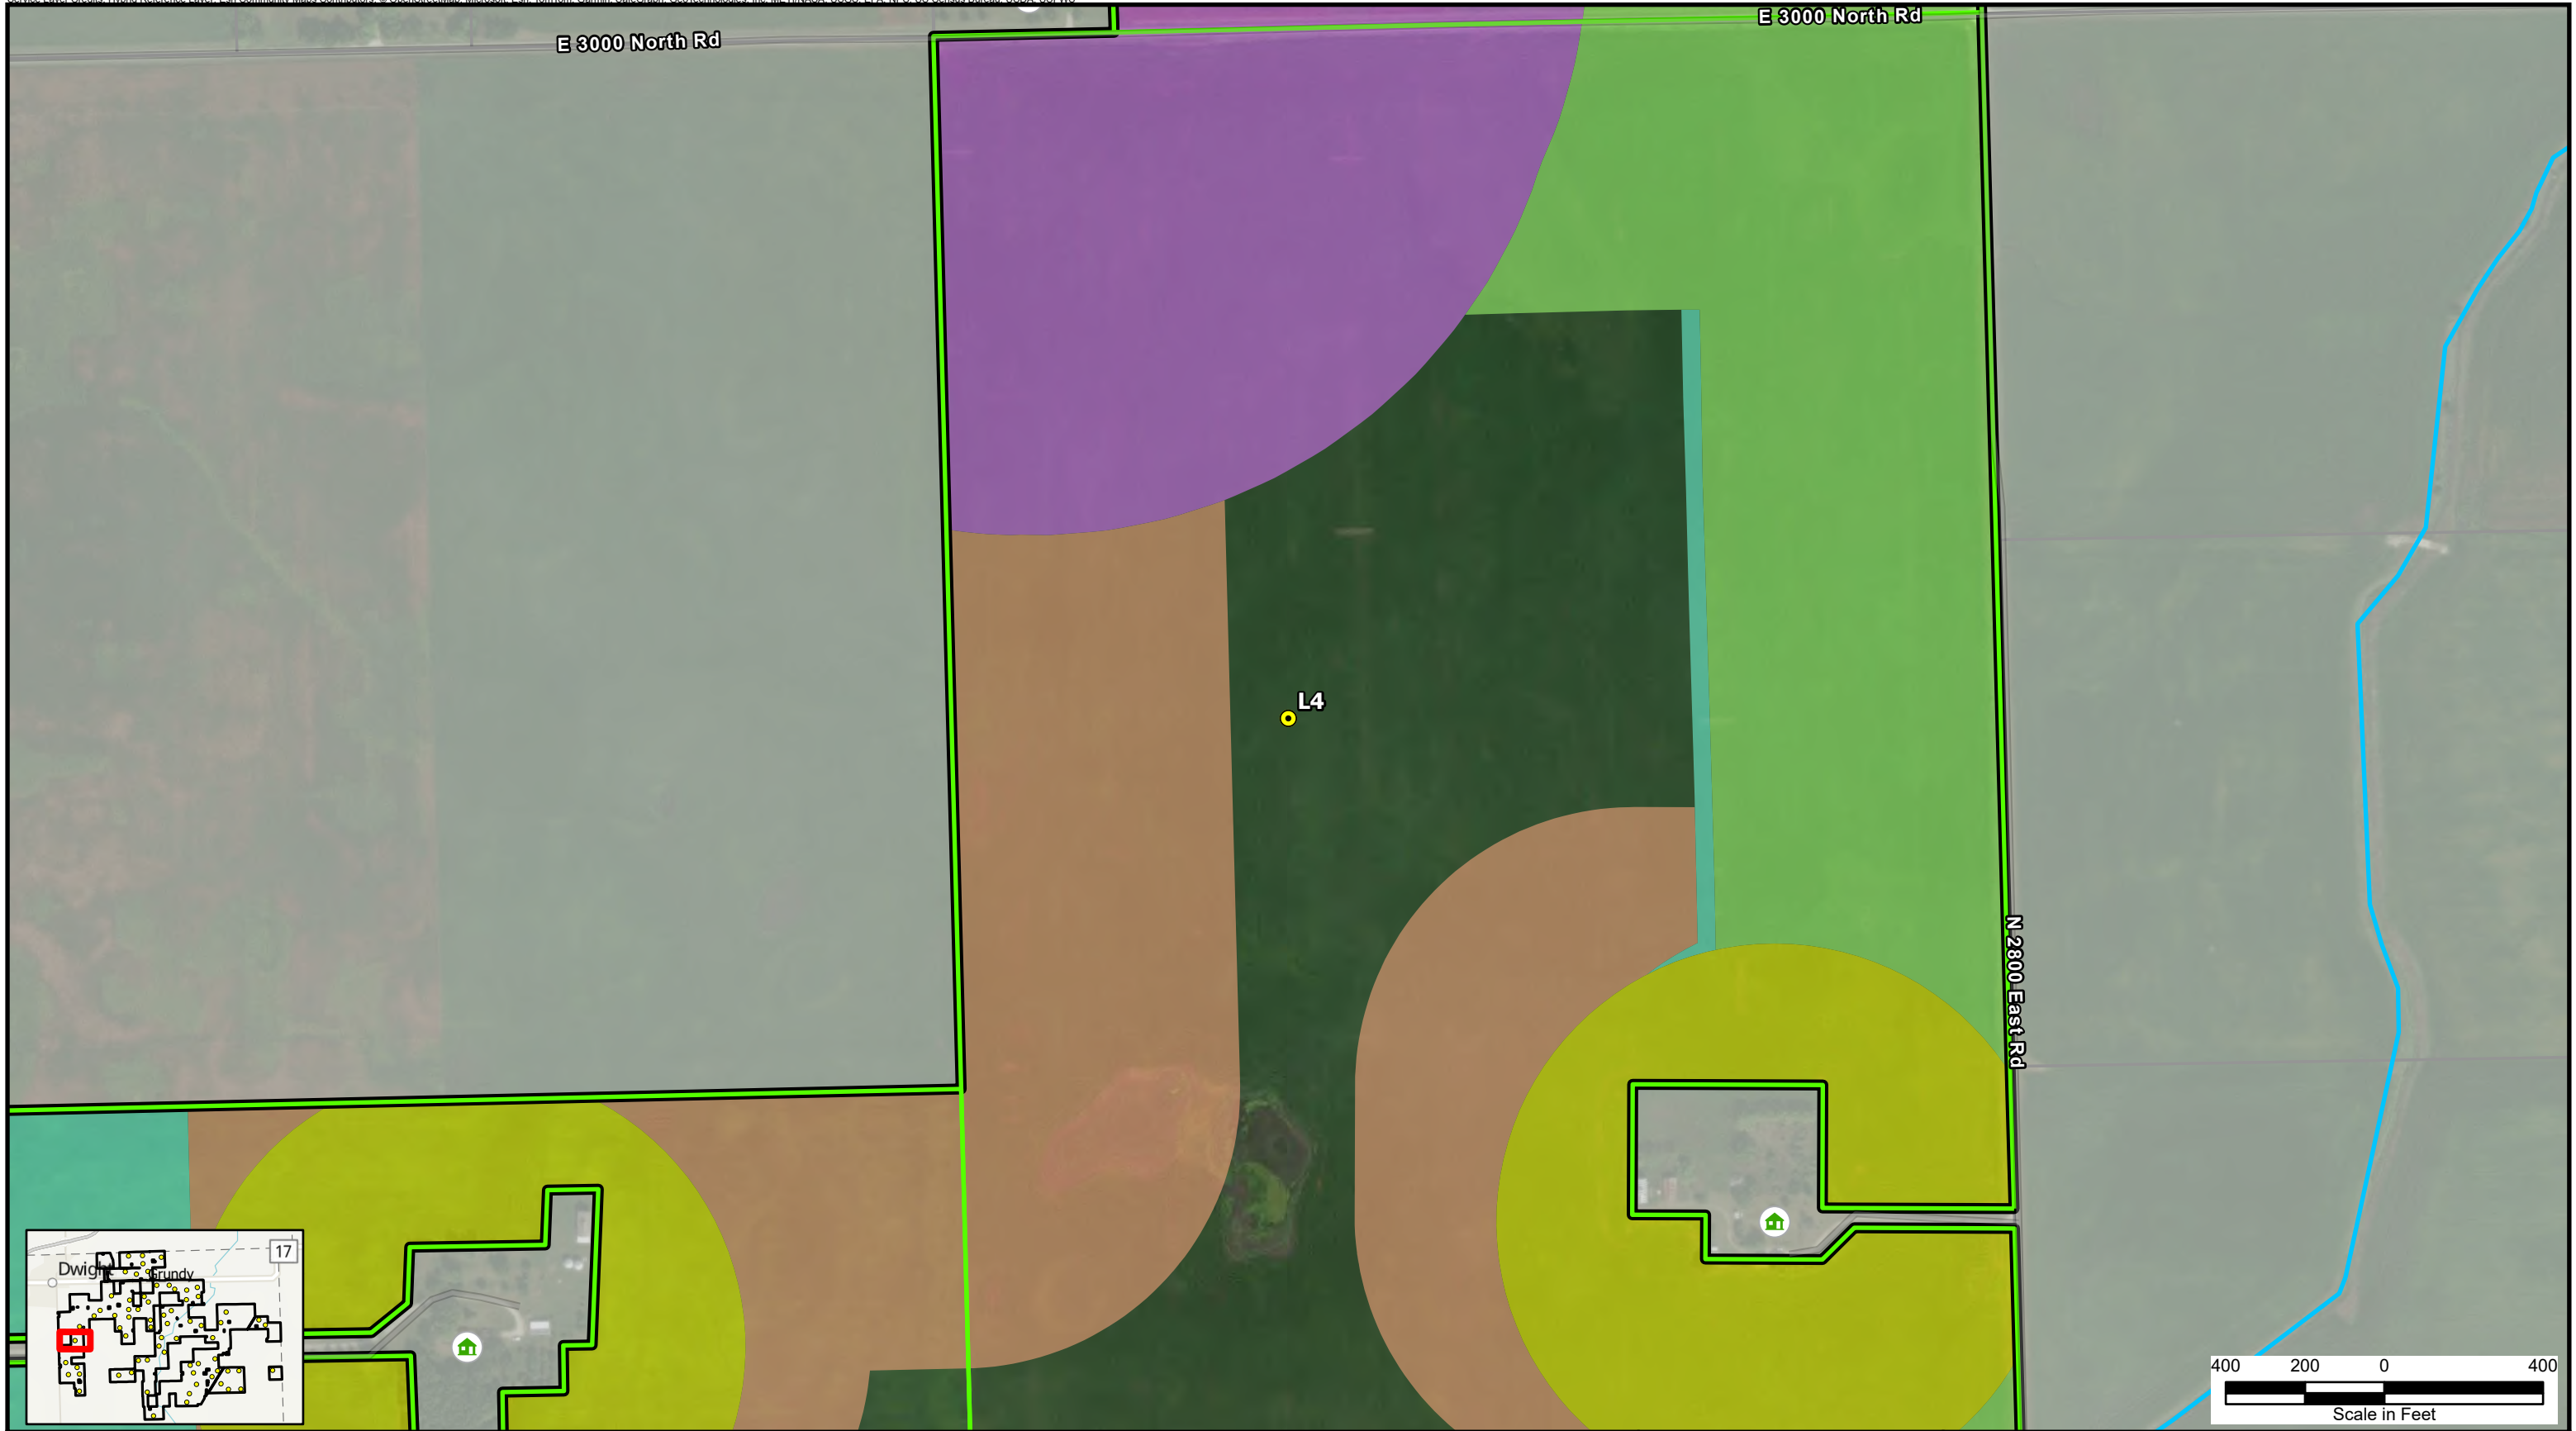 E 3000 North Rd
E 3000 North Rd
L4
N 2800 East Rd
17
Dwight
Grundy
400 200 0 400
Scale in Feet